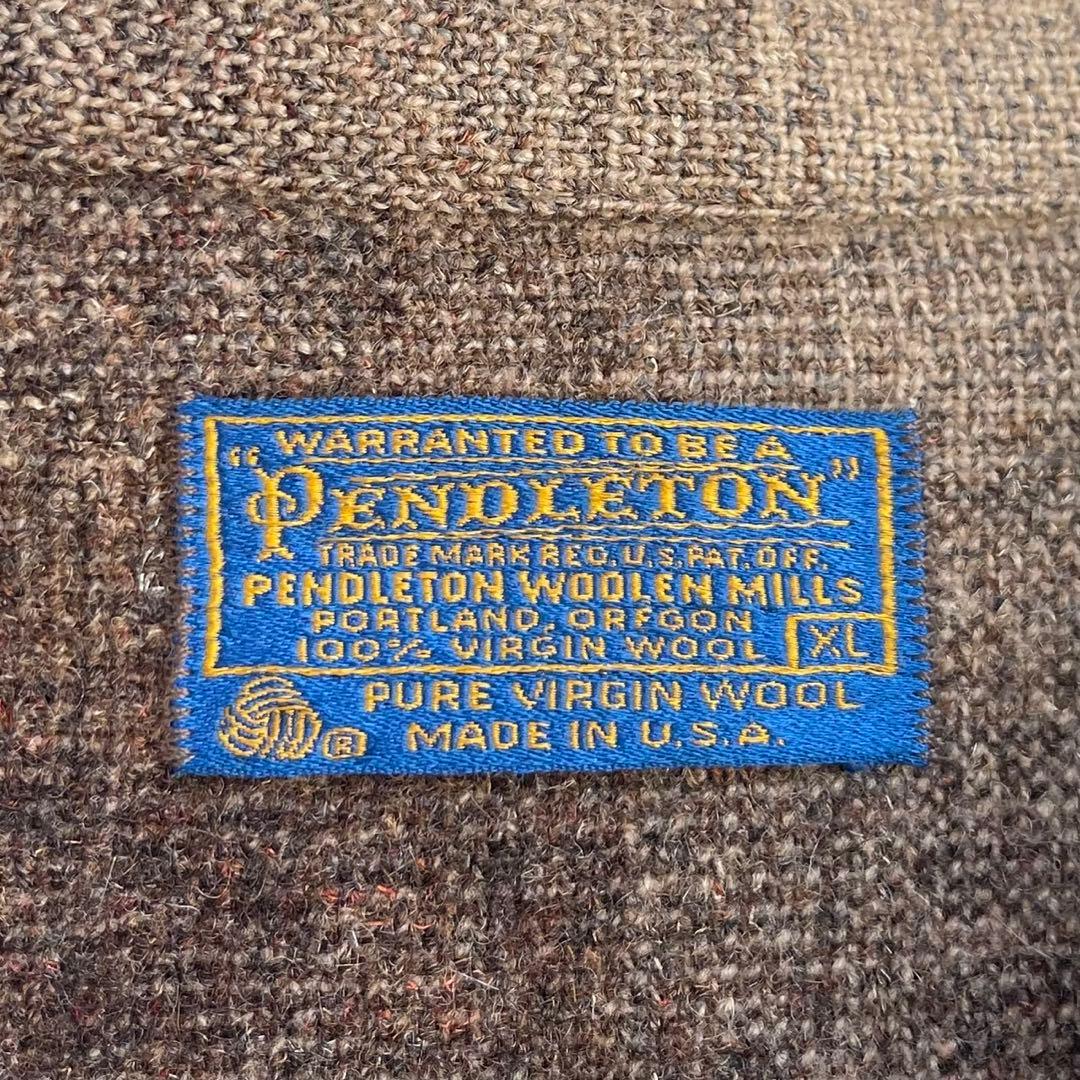 WARRANTED TO BE A
"PENDLETON"
TRADE MARK REG. U.S. PAT. OFF.
PENDLETON WOOLEN MILLS
PORTLAND, OREGON
100% VIRGIN WOOL XL
PURE VIRGIN WOOL
® MADE IN U.S.A.